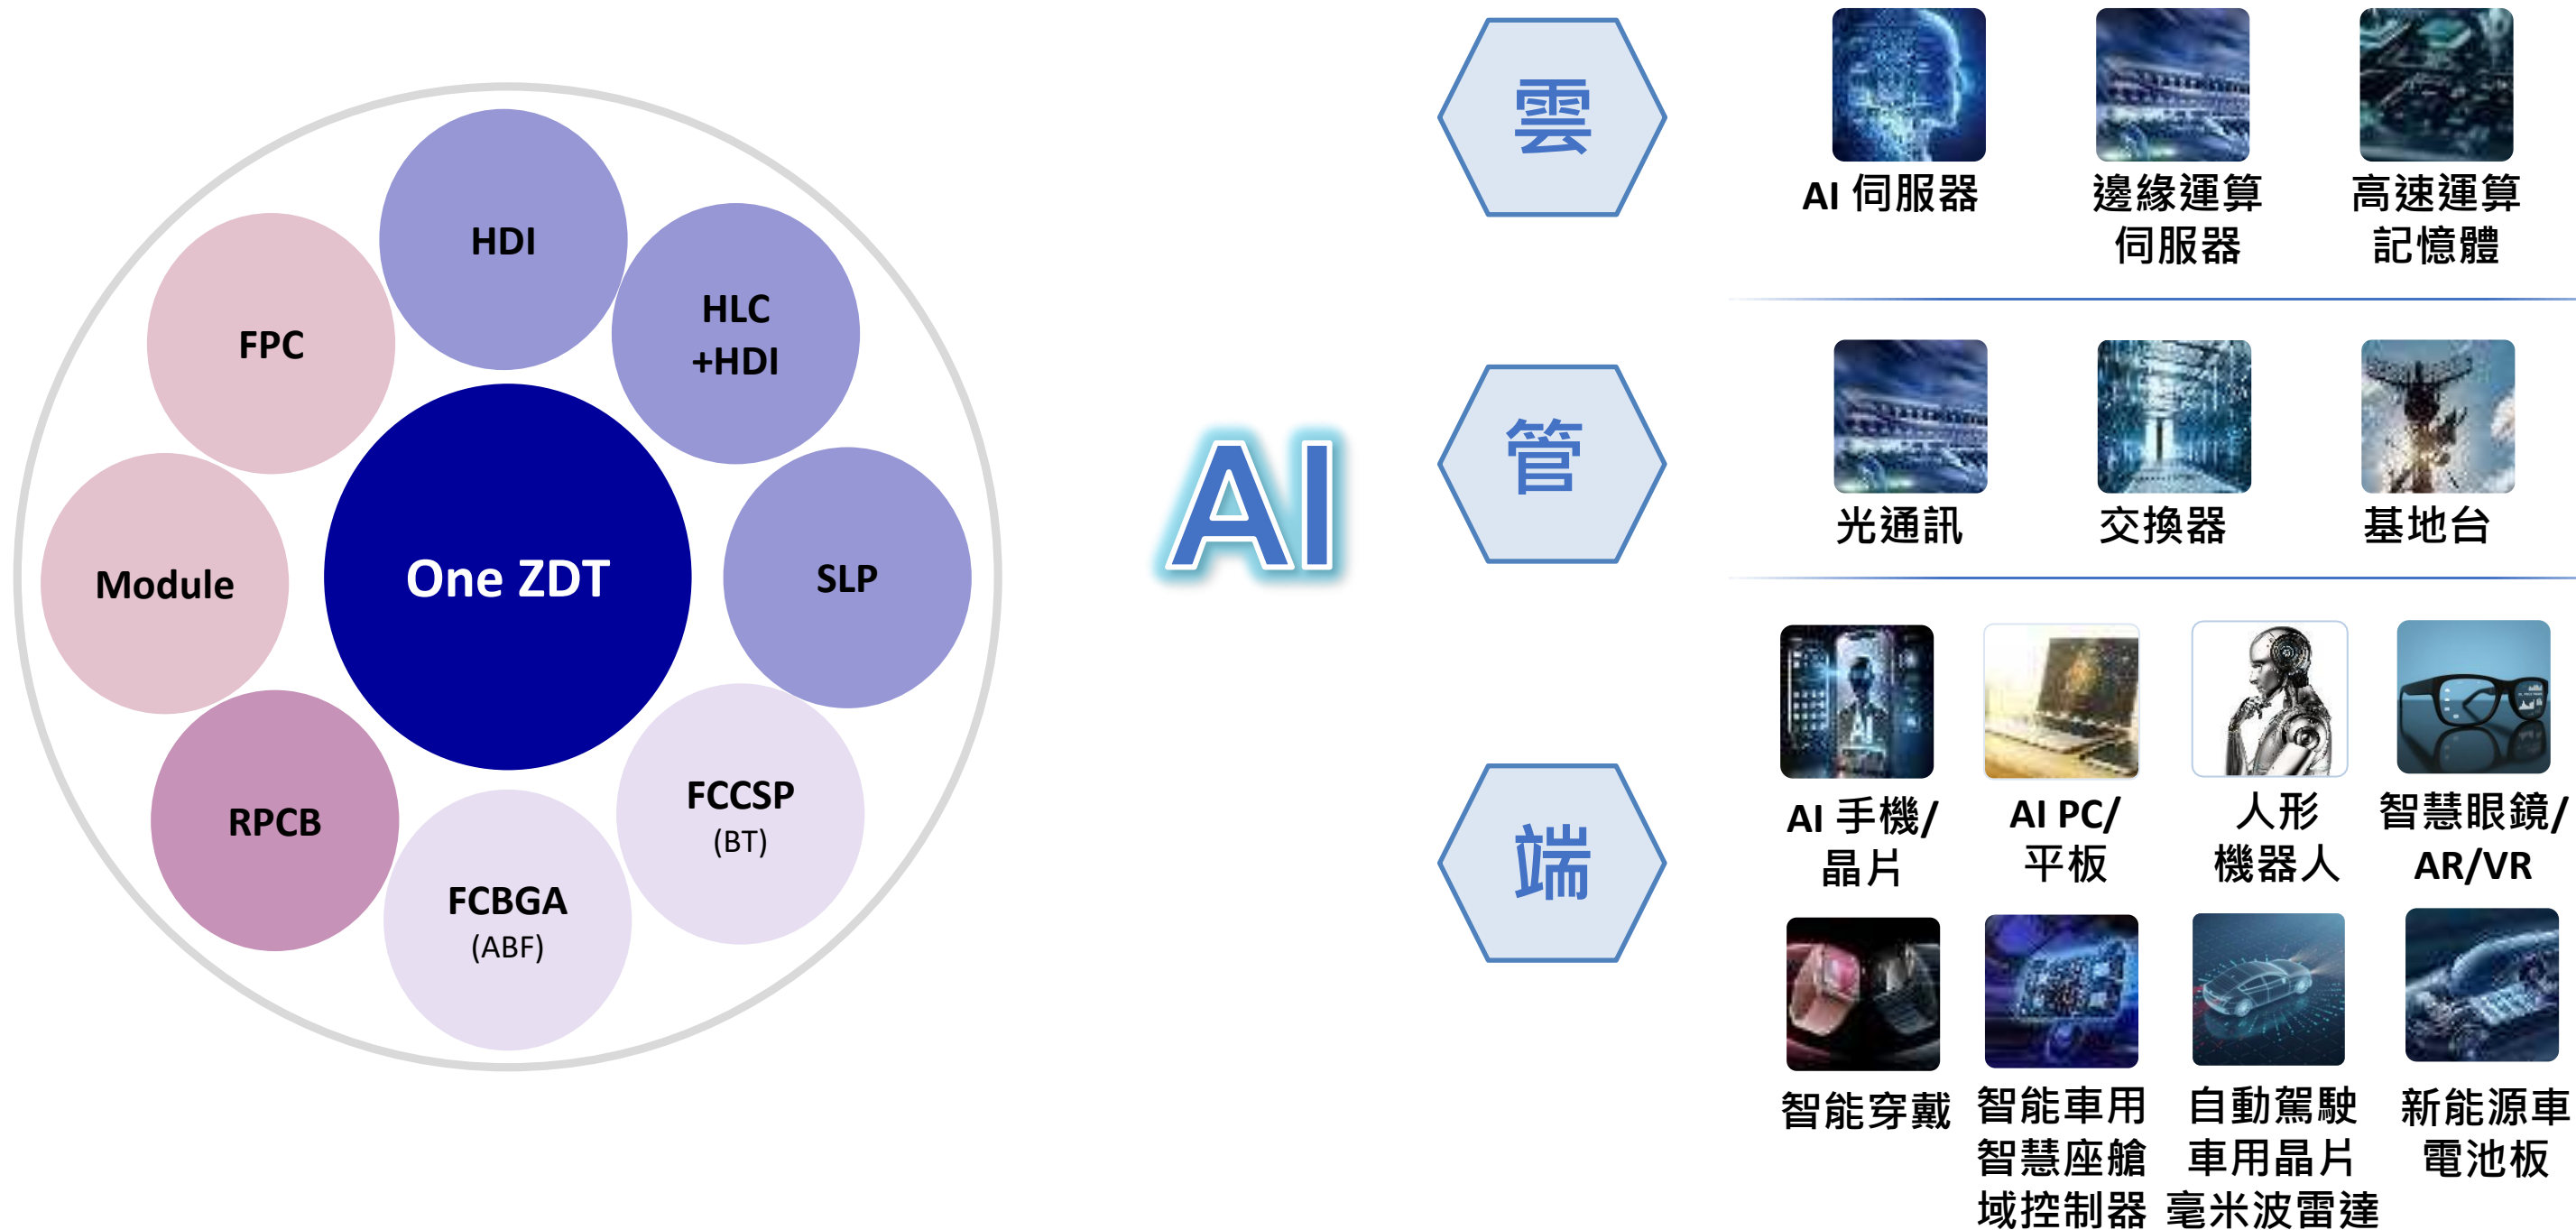 HDI
HLC
+HDI
FPC
SLP
Module
One ZDT
FCCSP
(BT)
RPCB
FCBGA
(ABF)
AI
雲
AI 伺服器
邊緣運算
伺服器
高速運算
記憶體
管
光通訊
交換器
基地台
端
AI 手機/
晶片
AI PC/
平板
人形
機器人
智慧眼鏡/
AR/VR
智能穿戴
智能車用
智慧座艙
域控制器
自動駕駛
車用晶片
毫米波雷達
新能源車
電池板